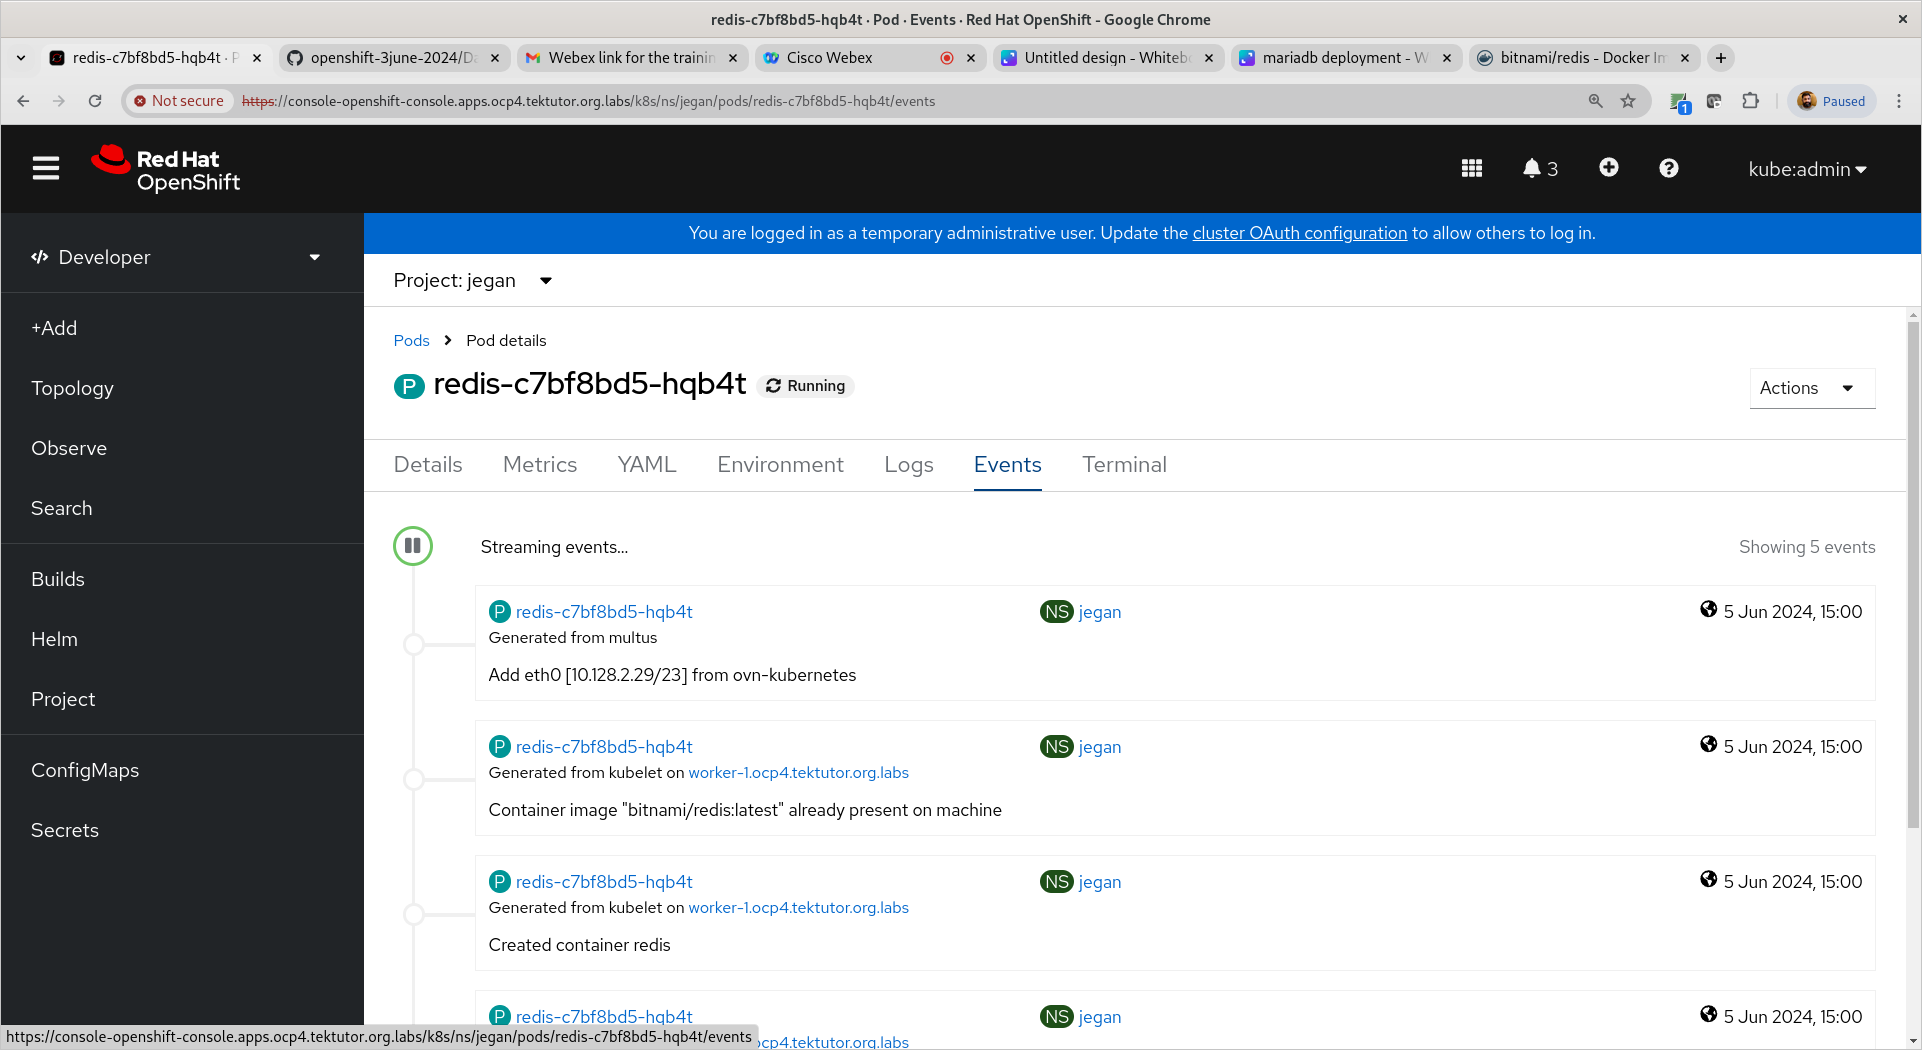 redis-c7bf8bd5-hqb4t · Pod · Events · Red Hat OpenShift - Google Chrome
redis-c7bf8bd5-hqb4t · P
openshift-3june-2024/Da
Webex link for the trainin
Cisco Webex
Untitled design - Whitebo
mariadb deployment - W
bitnami/redis - Docker Im
Not secure
https://console-openshift-console.apps.ocp4.tektutor.org.labs/k8s/ns/jegan/pods/redis-c7bf8bd5-hqb4t/events
1
Paused
Red Hat
OpenShift
3
kube:admin
You are logged in as a temporary administrative user. Update the cluster OAuth configuration to allow others to log in.
Developer
+Add
Topology
Observe
Search
Builds
Helm
Project
ConfigMaps
Secrets
Project: jegan
Pods
Pod details
P redis-c7bf8bd5-hqb4t Running
Actions
Details
Metrics
YAML
Environment
Logs
Events
Terminal
Streaming events...
Showing 5 events
P redis-c7bf8bd5-hqb4t NS jegan 5 Jun 2024, 15:00
Generated from multus
Add eth0 [10.128.2.29/23] from ovn-kubernetes
P redis-c7bf8bd5-hqb4t NS jegan 5 Jun 2024, 15:00
Generated from kubelet on worker-1.ocp4.tektutor.org.labs
Container image "bitnami/redis:latest" already present on machine
P redis-c7bf8bd5-hqb4t NS jegan 5 Jun 2024, 15:00
Generated from kubelet on worker-1.ocp4.tektutor.org.labs
Created container redis
P redis-c7bf8bd5-hqb4t NS jegan 5 Jun 2024, 15:00
ocp4.tektutor.org.labs
https://console-openshift-console.apps.ocp4.tektutor.org.labs/k8s/ns/jegan/pods/redis-c7bf8bd5-hqb4t/events